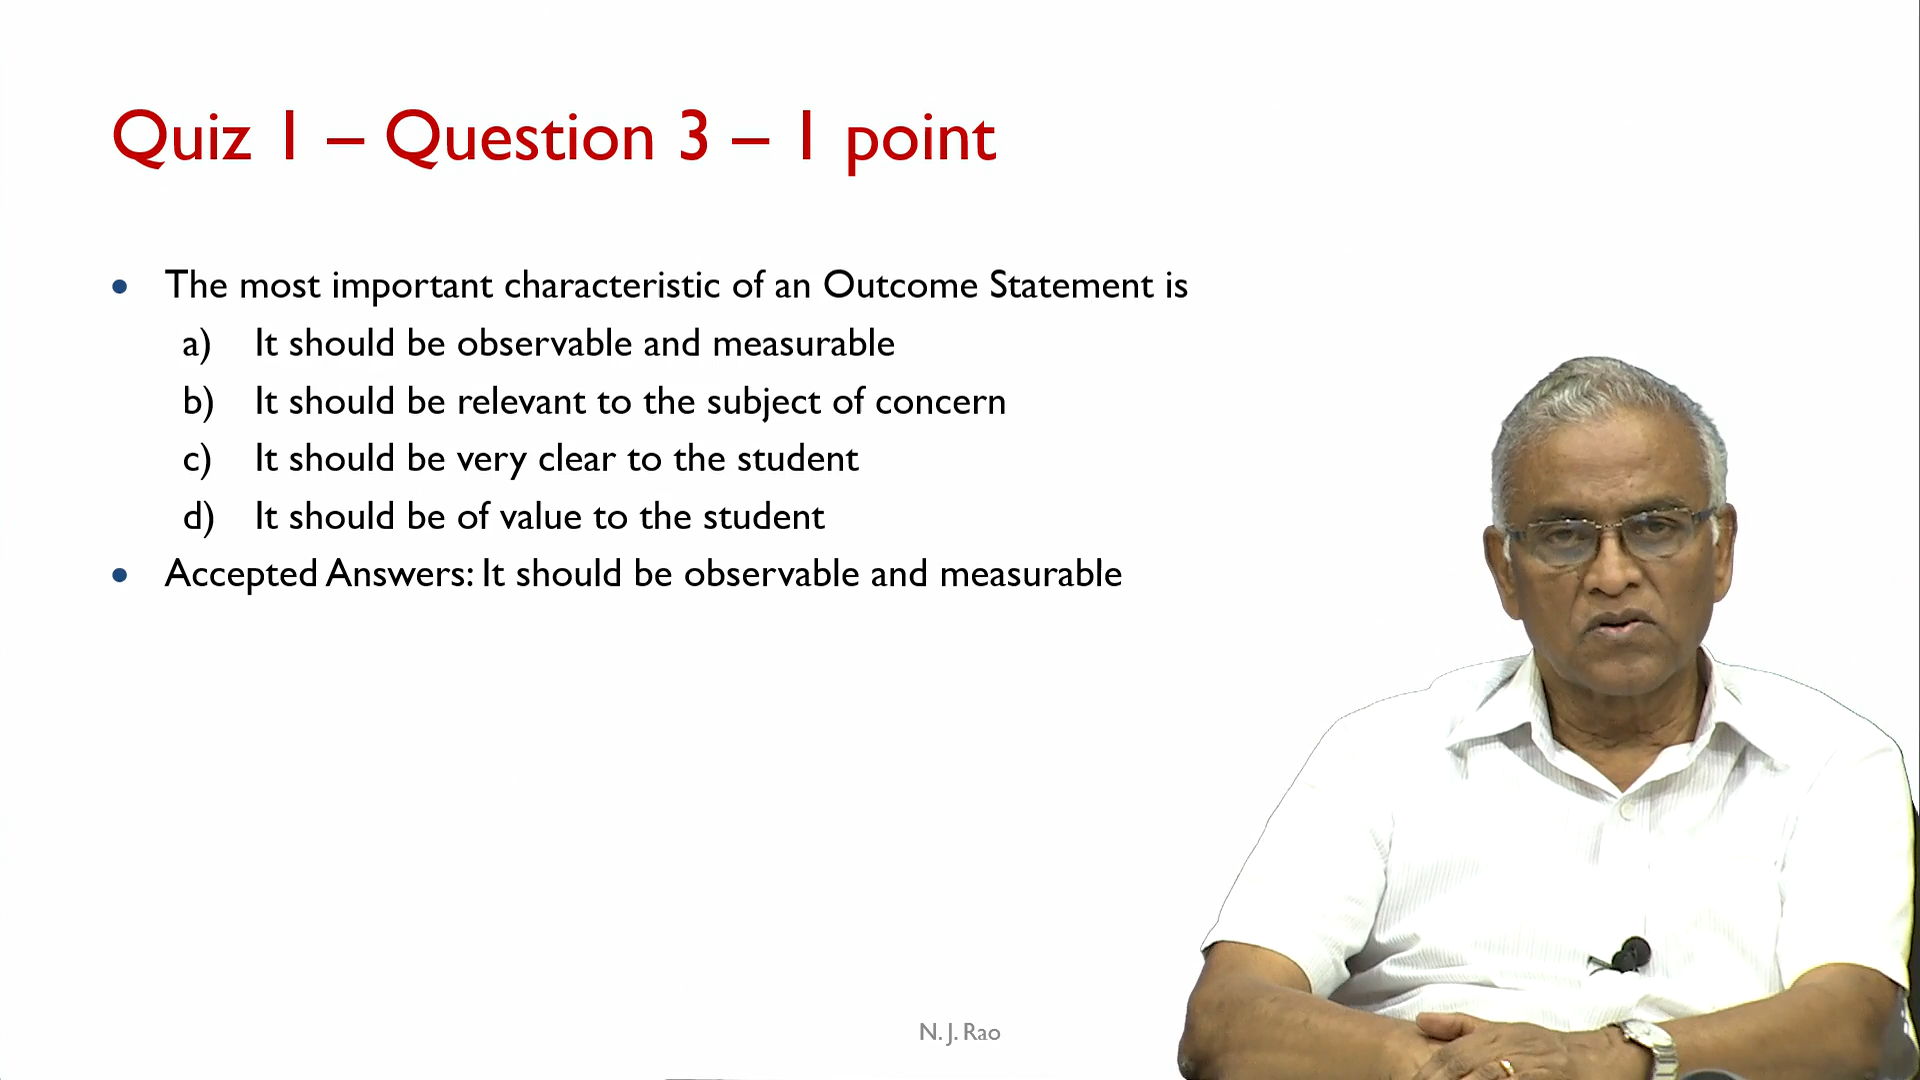 Quiz 1 – Question 3 – 1 point
• The most important characteristic of an Outcome Statement is
a) It should be observable and measurable
b) It should be relevant to the subject of concern
c) It should be very clear to the student
d) It should be of value to the student
• Accepted Answers: It should be observable and measurable
N. J. Rao